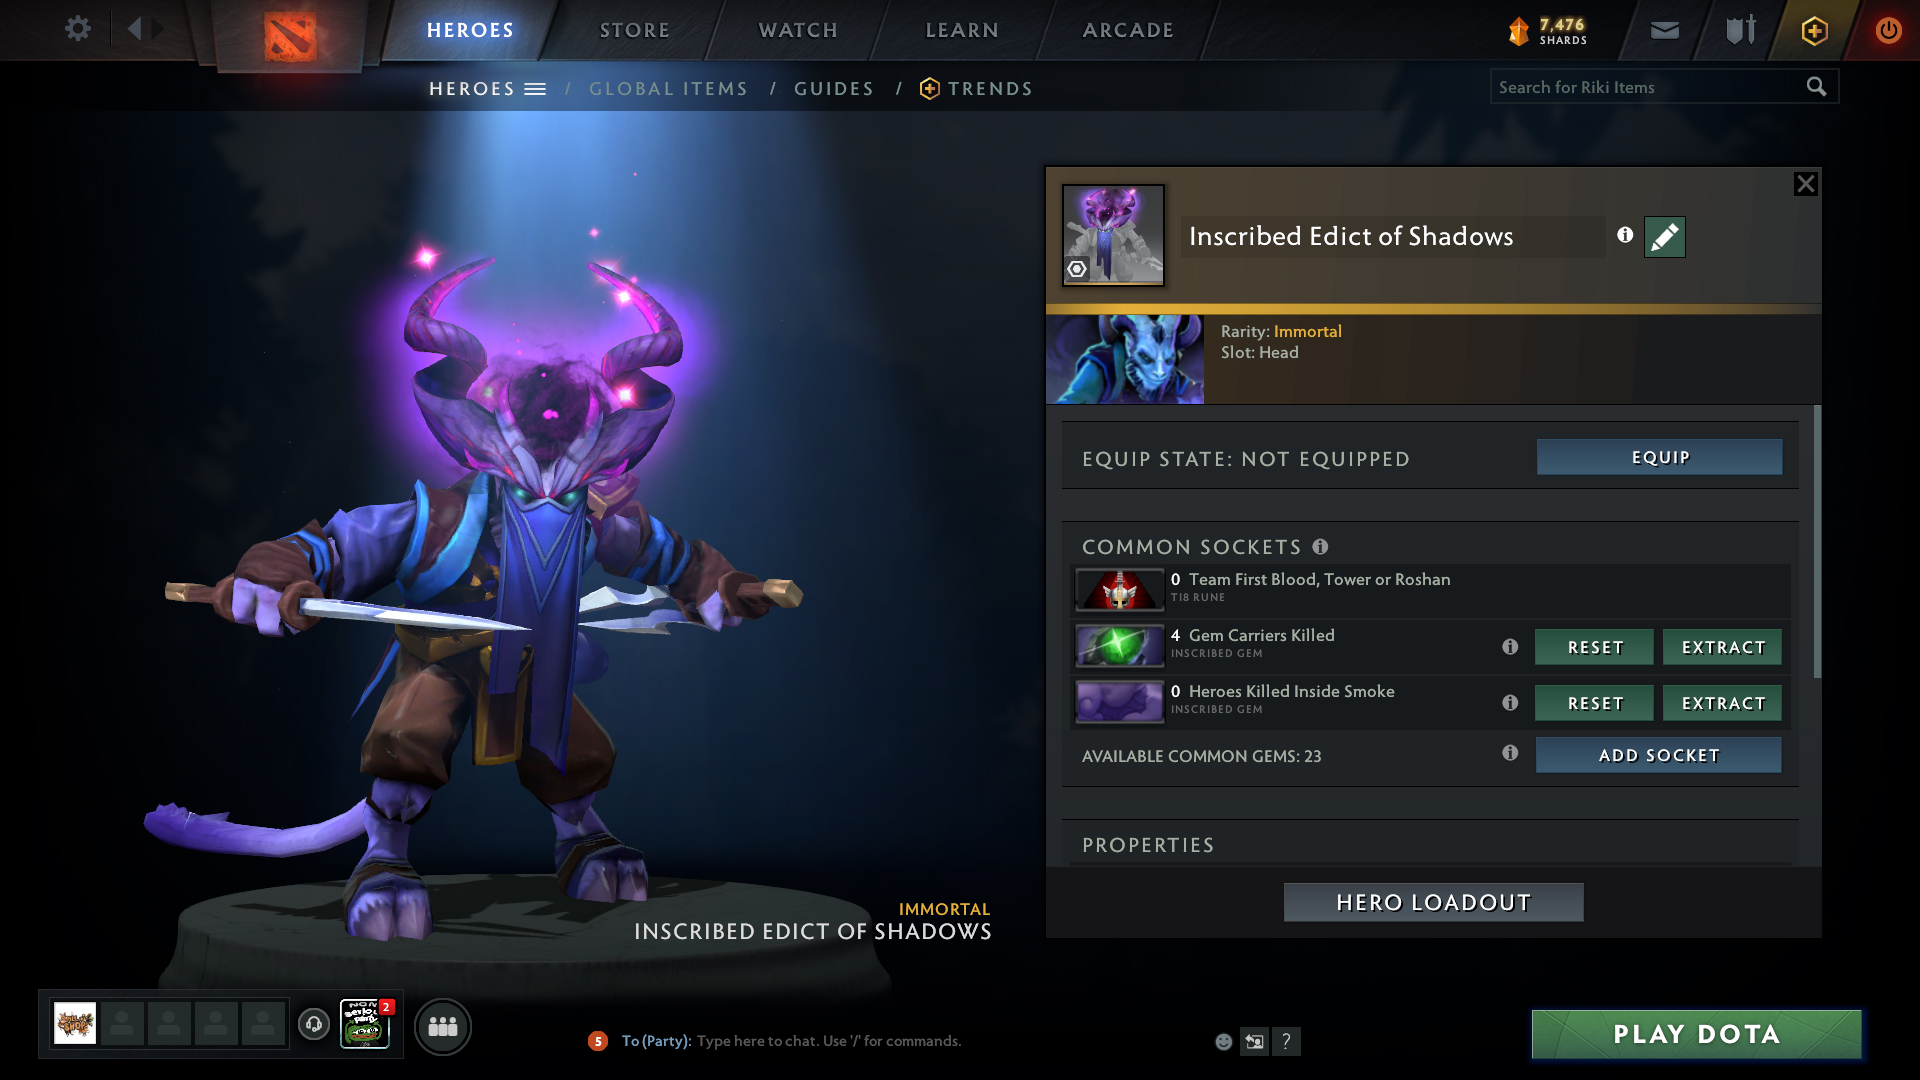 HEROES
STORE
WATCH
LEARN
ARCADE
7,476
SHARDS
HEROES / GLOBAL ITEMS / GUIDES / TRENDS
Search for Riki Items
Inscribed Edict of Shadows
Rarity: Immortal
Slot: Head
EQUIP STATE: NOT EQUIPPED
EQUIP
COMMON SOCKETS
0 Team First Blood, Tower or Roshan
TI8 RUNE
4 Gem Carriers Killed
INSCRIBED GEM
RESET
EXTRACT
0 Heroes Killed Inside Smoke
INSCRIBED GEM
RESET
EXTRACT
AVAILABLE COMMON GEMS: 23
ADD SOCKET
PROPERTIES
HERO LOADOUT
IMMORTAL
INSCRIBED EDICT OF SHADOWS
2
5
To (Party): Type here to chat. Use '/' for commands.
?
PLAY DOTA